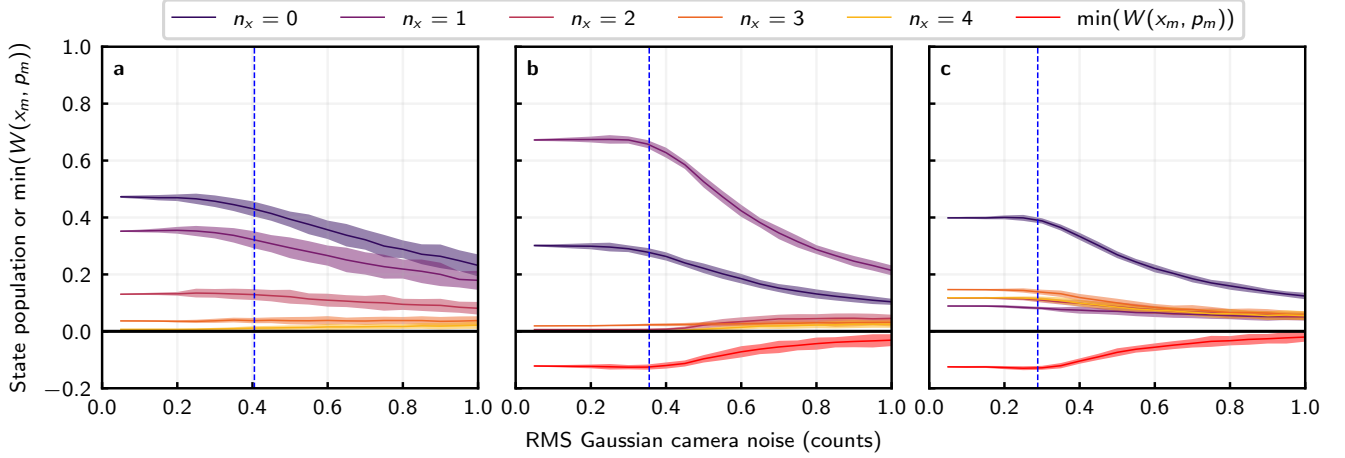 n_x = 0 n_x = 1 n_x = 2 n_x = 3 n_x = 4 min(W(x_m, p_m))
State population or min(W(x_m, p_m))
a
b
c
1.0
0.8
0.6
0.4
0.2
0.0
−0.2
0.0 0.2 0.4 0.6 0.8 1.0 0.0 0.2 0.4 0.6 0.8 1.0 0.0 0.2 0.4 0.6 0.8 1.0
RMS Gaussian camera noise (counts)